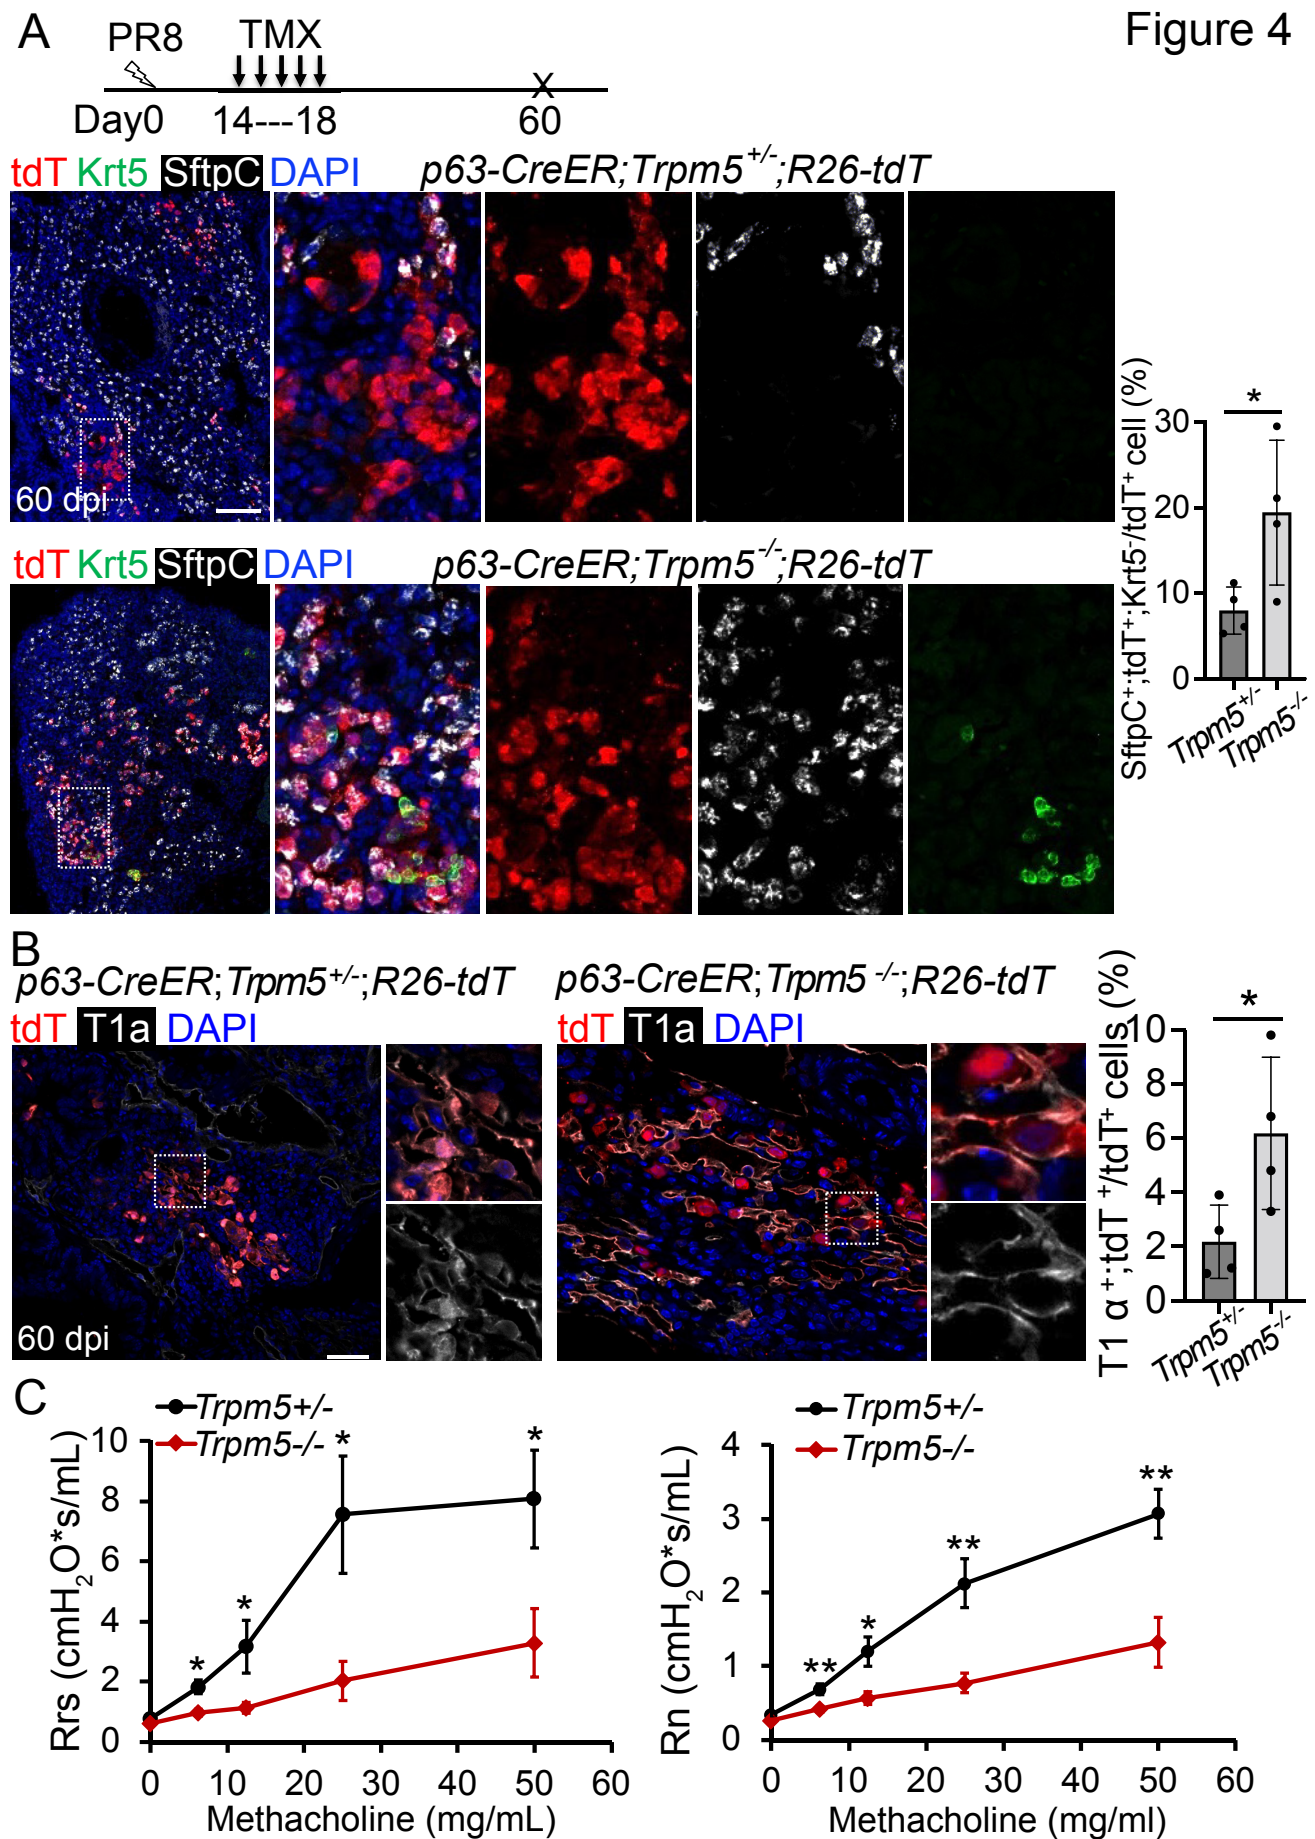 A
Figure 4
PR8 TMX
X
Day0 14---18 60
tdT Krt5 SftpC DAPI p63-CreER;Trpm5+/-;R26-tdT
60 dpi
SftpC+;tdT+;Krt5-/tdT+ cell (%)
30
20
10
0
*
Trpm5+/-
Trpm5-/-
tdT Krt5 SftpC DAPI p63-CreER;Trpm5-/-;R26-tdT
B
p63-CreER;Trpm5+/-;R26-tdT p63-CreER;Trpm5 -/-;R26-tdT
tdT T1a DAPI tdT T1a DAPI
60 dpi
T1 α+;tdT +/tdT+ cells (%)
10
8
6
4
2
0
*
Trpm5+/-
Trpm5-/-
C
Trpm5+/-
Trpm5-/-
Rrs (cmH2O*s/mL)
10
8
6
4
2
0
* * * *
0 10 20 30 40 50 60
Methacholine (mg/mL)
Trpm5+/-
Trpm5-/-
Rn (cmH2O*s/mL)
4
3
2
1
0
** * ** **
0 10 20 30 40 50 60
Methacholine (mg/ml)